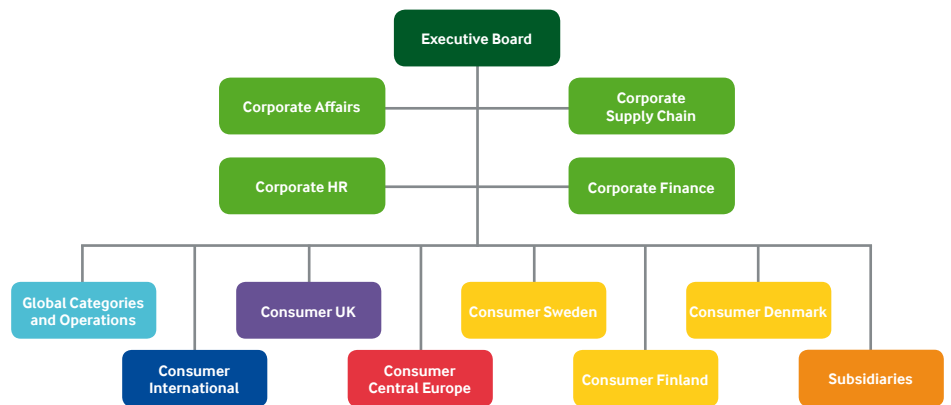 Executive Board
Corporate Affairs
Corporate
Supply Chain
Corporate HR
Corporate Finance
Global Categories
and Operations
Consumer UK
Consumer Sweden
Consumer Denmark
Consumer
International
Consumer
Central Europe
Consumer Finland
Subsidiaries